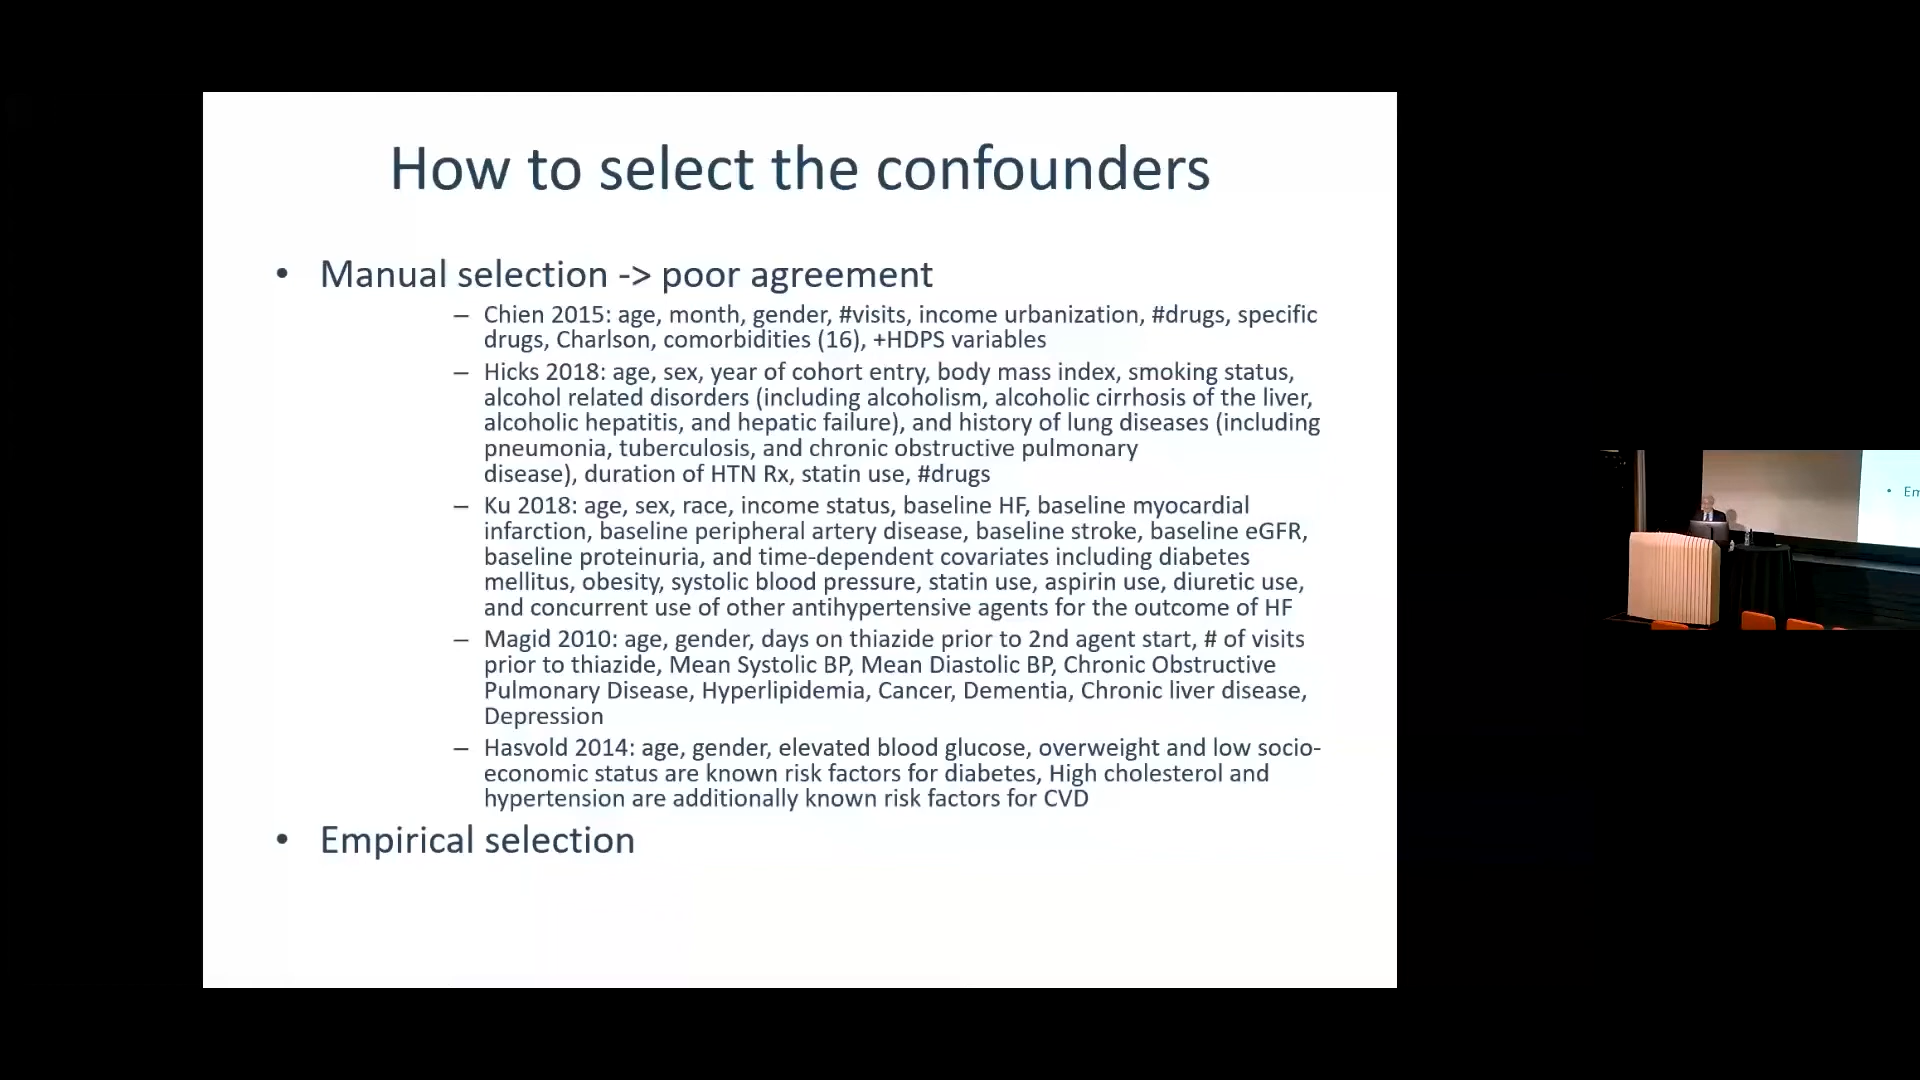 How to select the confounders
• Manual selection -> poor agreement
– Chien 2015: age, month, gender, #visits, income urbanization, #drugs, specific
drugs, Charlson, comorbidities (16), +HDPS variables
– Hicks 2018: age, sex, year of cohort entry, body mass index, smoking status,
alcohol related disorders (including alcoholism, alcoholic cirrhosis of the liver,
alcoholic hepatitis, and hepatic failure), and history of lung diseases (including
pneumonia, tuberculosis, and chronic obstructive pulmonary
disease), duration of HTN Rx, statin use, #drugs
– Ku 2018: age, sex, race, income status, baseline HF, baseline myocardial
infarction, baseline peripheral artery disease, baseline stroke, baseline eGFR,
baseline proteinuria, and time-dependent covariates including diabetes
mellitus, obesity, systolic blood pressure, statin use, aspirin use, diuretic use,
and concurrent use of other antihypertensive agents for the outcome of HF
– Magid 2010: age, gender, days on thiazide prior to 2nd agent start, # of visits
prior to thiazide, Mean Systolic BP, Mean Diastolic BP, Chronic Obstructive
Pulmonary Disease, Hyperlipidemia, Cancer, Dementia, Chronic liver disease,
Depression
– Hasvold 2014: age, gender, elevated blood glucose, overweight and low socio-
economic status are known risk factors for diabetes, High cholesterol and
hypertension are additionally known risk factors for CVD
• Empirical selection
• Em